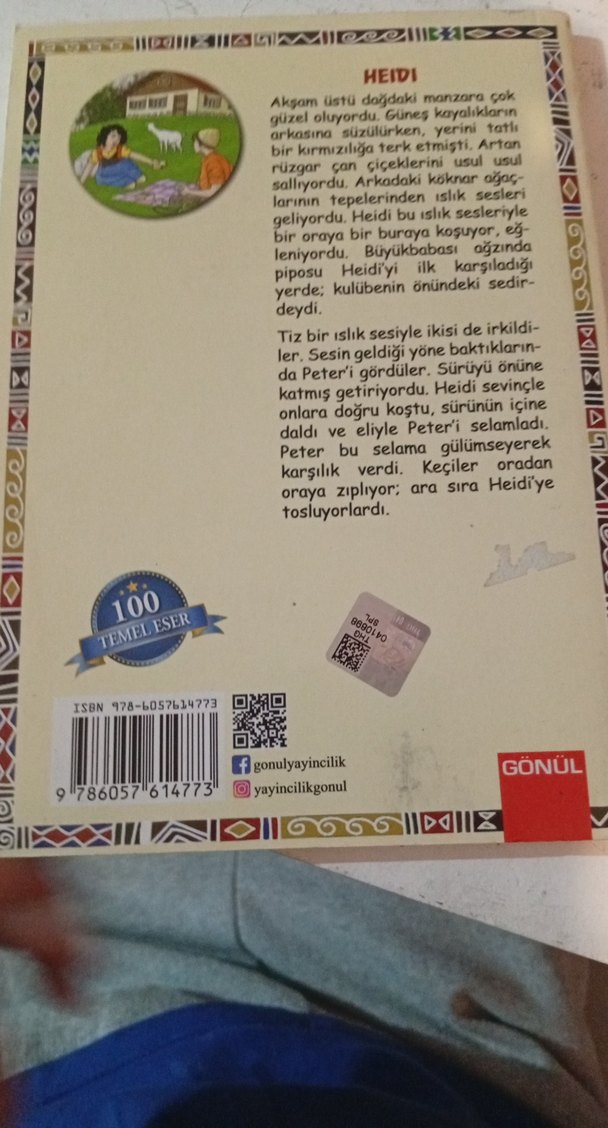 HEIDI
Akşam üstü dağdaki manzara çok
güzel oluyordu. Güneş kayalıkların
arkasına süzülürken, yerini tatlı
bir kırmızılığa terk etmişti. Artan
rüzgar çan çiçeklerini usul usul
sallıyordu. Arkadaki köknar ağaç-
larının tepelerinden ıslık sesleri
geliyordu. Heidi bu ıslık sesleriyle
bir oraya bir buraya koşuyor, eğ-
leniyordu. Büyükbabası ağzında
piposu Heidi'yi ilk karşıladığı
yerde; kulübenin önündeki sedir-
deydi.
Tiz bir ıslık sesiyle ikisi de irkildi-
ler. Sesin geldiği yöne baktıkların-
da Peter'i gördüler. Sürüyü önüne
katmış getiriyordu. Heidi sevinçle
onlara doğru koştu, sürünün içine
daldı ve eliyle Peter'i selamladı.
Peter bu selama gülümseyerek
karşılık verdi. Keçiler oradan
oraya zıplıyor; ara sıra Heidi'ye
tosluyorlardı.
100
TEMEL ESER
THG
0410898
SPL
ISBN 978-6057614773
9 786057 614773
gonulyayincilik
yayincilikgonul
GÖNÜL